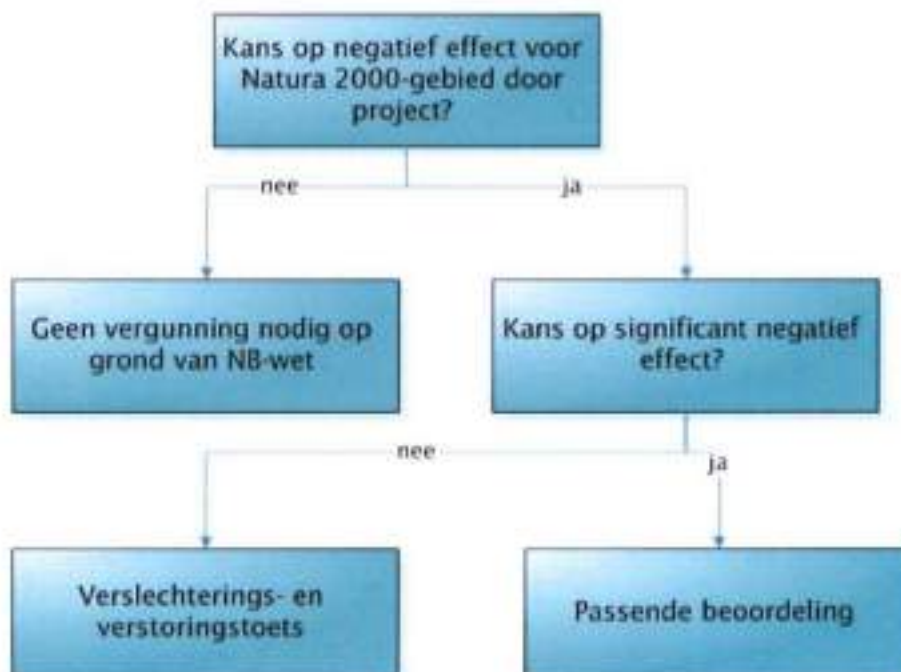 Kans op negatief effect voor
Natura 2000-gebied door
project?
nee
ja
Geen vergunning nodig op
grond van NB-wet
Kans op significant negatief
effect?
nee
ja
Verslechterings- en
verstoringstoets
Passende beoordeling